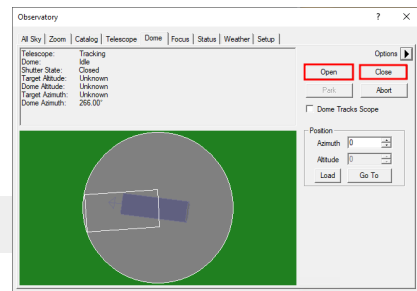 Observatory ? ×
All Sky Zoom Catalog Telescope Dome Focus Status Weather Setup
Telescope: Tracking
Dome: Idle
Shutter State: Closed
Target Altitude: Unknown
Dome Altitude: Unknown
Target Azimuth: Unknown
Dome Azimuth: 266.00°
Options
Open Close
Park Abort
Dome Tracks Scope
Position
Azimuth 0
Altitude 0
Load Go To